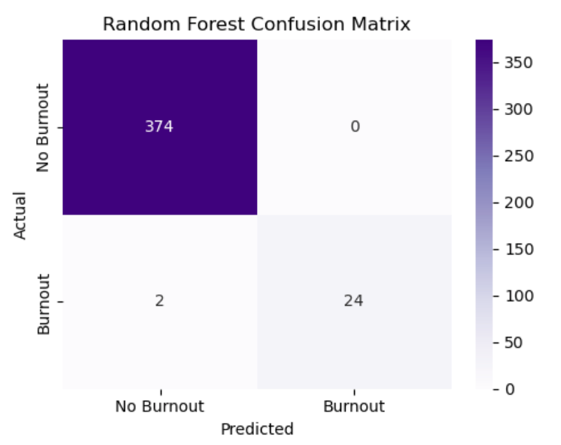 Random Forest Confusion Matrix
No Burnout
Burnout
Actual
374
0
2
24
No Burnout
Burnout
Predicted
350
300
250
200
150
100
50
0